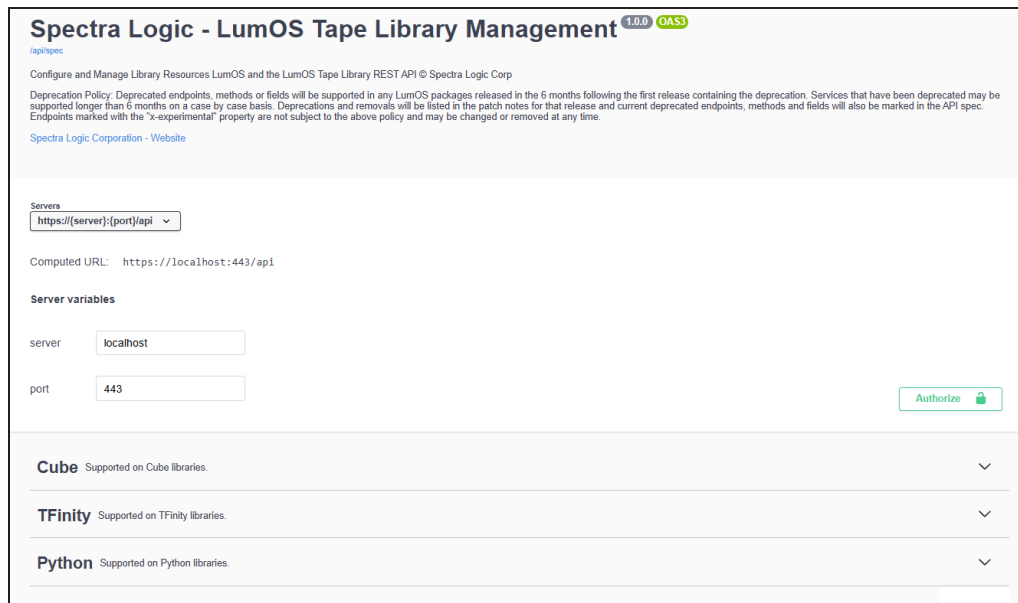 Spectra Logic - LumOS Tape Library Management 1.0.0 OAS3
/api/spec
Configure and Manage Library Resources LumOS and the LumOS Tape Library REST API © Spectra Logic Corp
Deprecation Policy: Deprecated endpoints, methods or fields will be supported in any LumOS packages released in the 6 months following the first release containing the deprecation. Services that have been deprecated may be
supported longer than 6 months on a case by case basis. Deprecations and removals will be listed in the patch notes for that release and current deprecated endpoints, methods and fields will also be marked in the API spec.
Endpoints marked with the "x-experimental" property are not subject to the above policy and may be changed or removed at any time.
Spectra Logic Corporation - Website
Servers
https://{server}:{port}/api
Computed URL: https://localhost:443/api
Server variables
server localhost
port 443
Authorize
Cube Supported on Cube libraries.
TFinity Supported on TFinity libraries.
Python Supported on Python libraries.